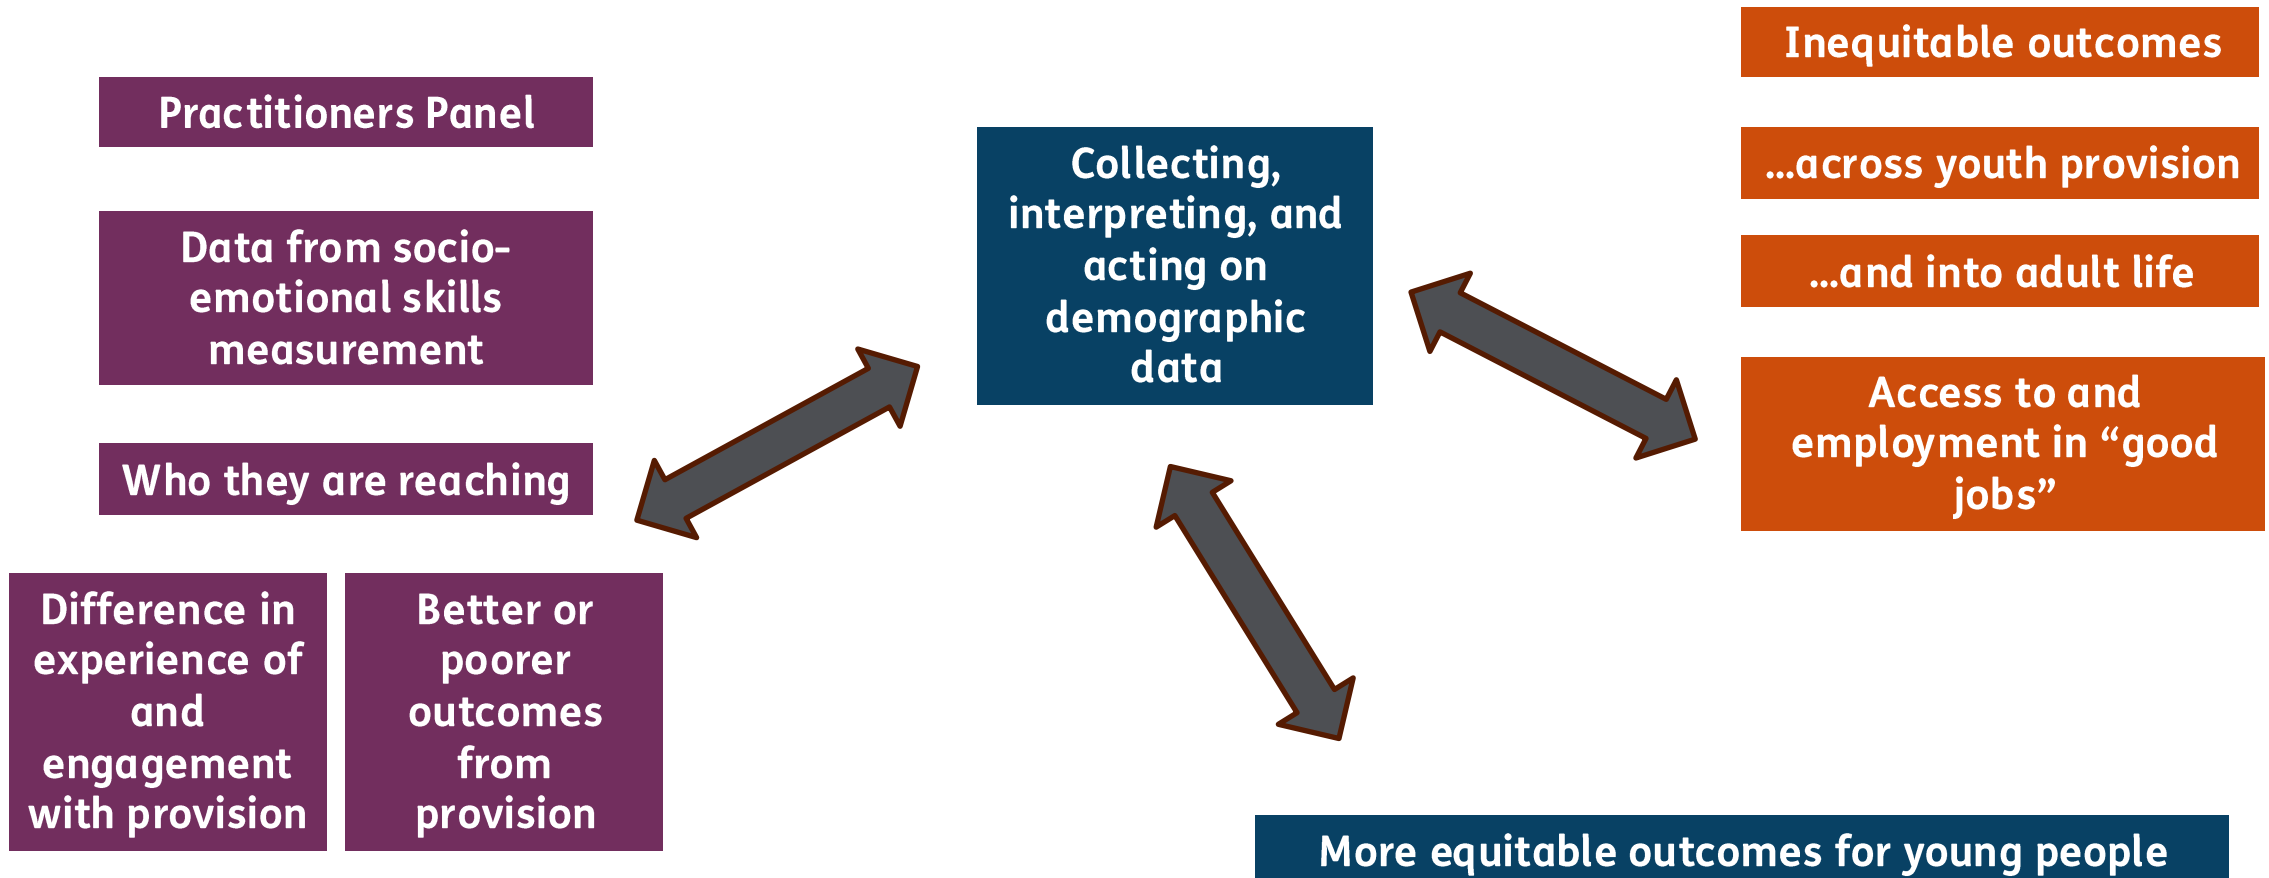 Practitioners Panel
Data from socio-
emotional skills
measurement
Who they are reaching
Difference in
experience of
and
engagement
with provision
Better or
poorer
outcomes
from
provision
Collecting,
interpreting, and
acting on
demographic
data
Inequitable outcomes
...across youth provision
...and into adult life
Access to and
employment in “good
jobs”
More equitable outcomes for young people